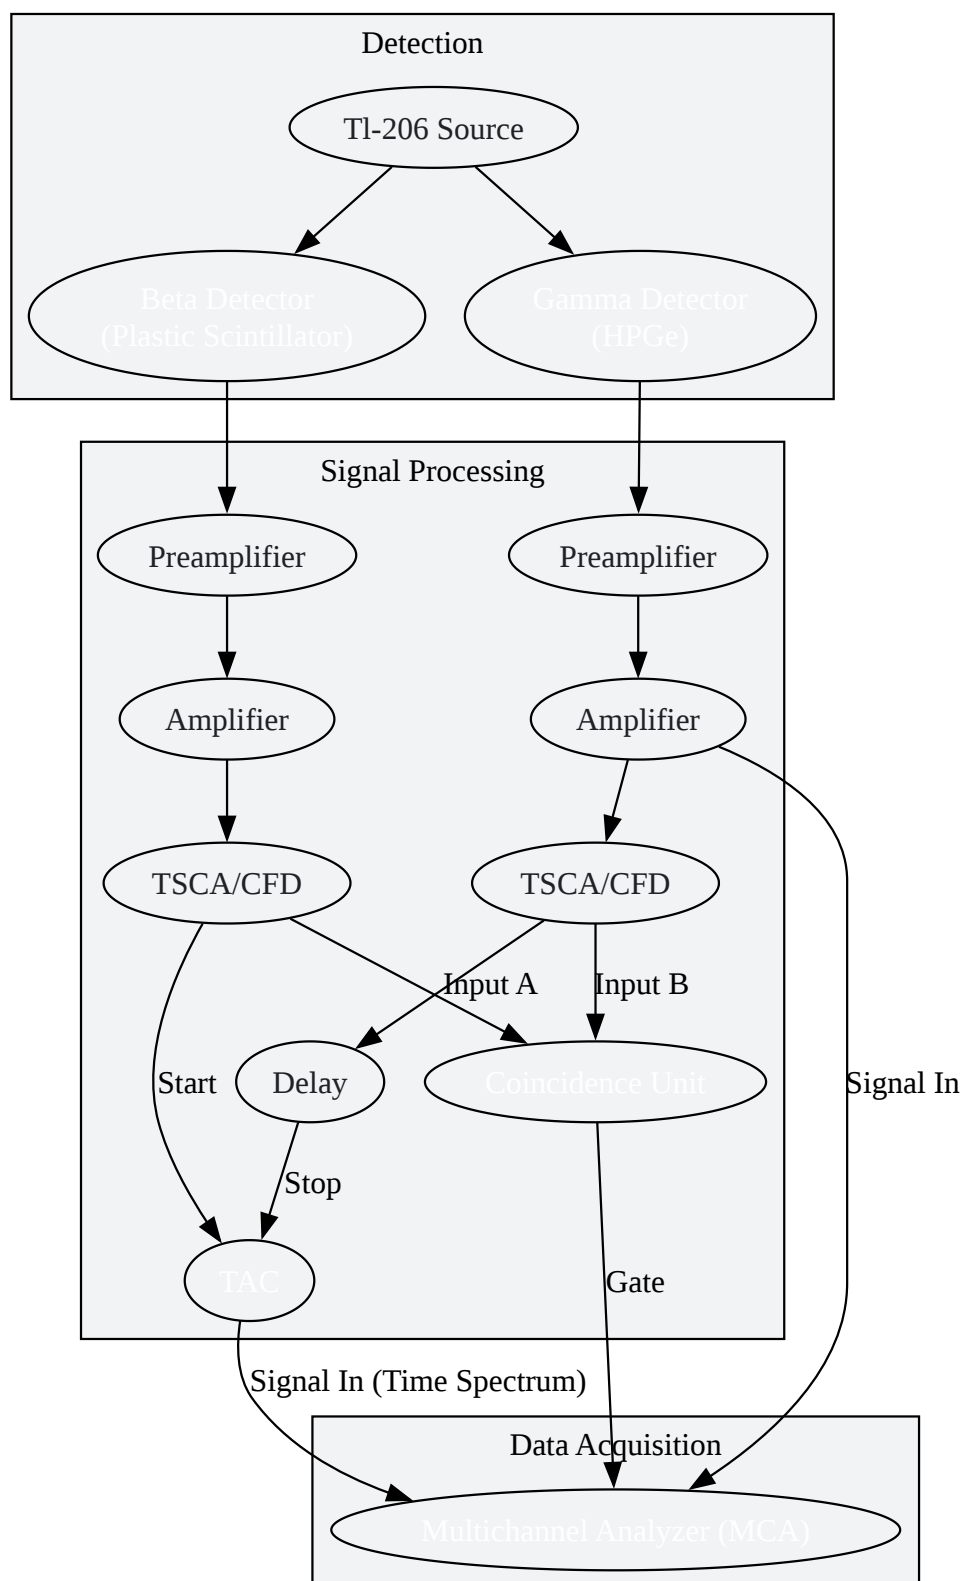 Detection
Tl-206 Source
Beta Detector
(Plastic Scintillator)
Gamma Detector
(HPGe)
Signal Processing
Preamplifier
Preamplifier
Amplifier
Amplifier
TSCA/CFD
TSCA/CFD
Input A
Input B
Start
Delay
Coincidence Unit
Signal In
Stop
TAC
Gate
Signal In (Time Spectrum)
Data Acquisition
Multichannel Analyzer (MCA)